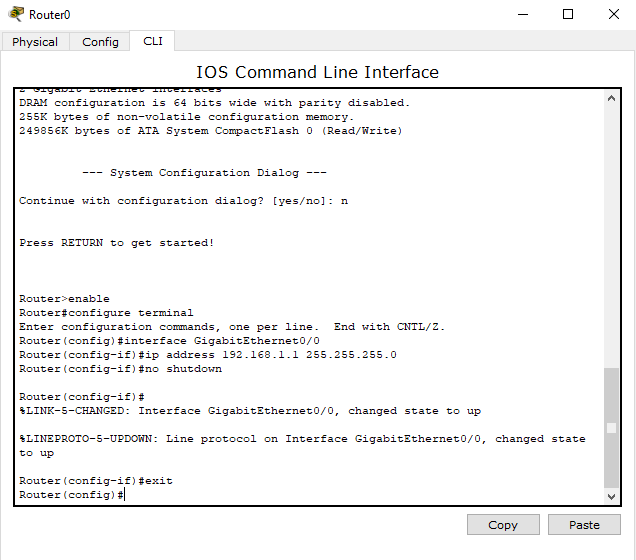 Router0
Physical Config CLI
IOS Command Line Interface
2 Gigabit Ethernet interfaces
DRAM configuration is 64 bits wide with parity disabled.
255K bytes of non-volatile configuration memory.
249856K bytes of ATA System CompactFlash 0 (Read/Write)
--- System Configuration Dialog ---
Continue with configuration dialog? [yes/no]: n
Press RETURN to get started!
Router>enable
Router#configure terminal
Enter configuration commands, one per line.  End with CNTL/Z.
Router(config)#interface GigabitEthernet0/0
Router(config-if)#ip address 192.168.1.1 255.255.255.0
Router(config-if)#no shutdown
Router(config-if)#
%LINK-5-CHANGED: Interface GigabitEthernet0/0, changed state to up
%LINEPROTO-5-UPDOWN: Line protocol on Interface GigabitEthernet0/0, changed state
to up
Router(config-if)#exit
Router(config)#
Copy Paste